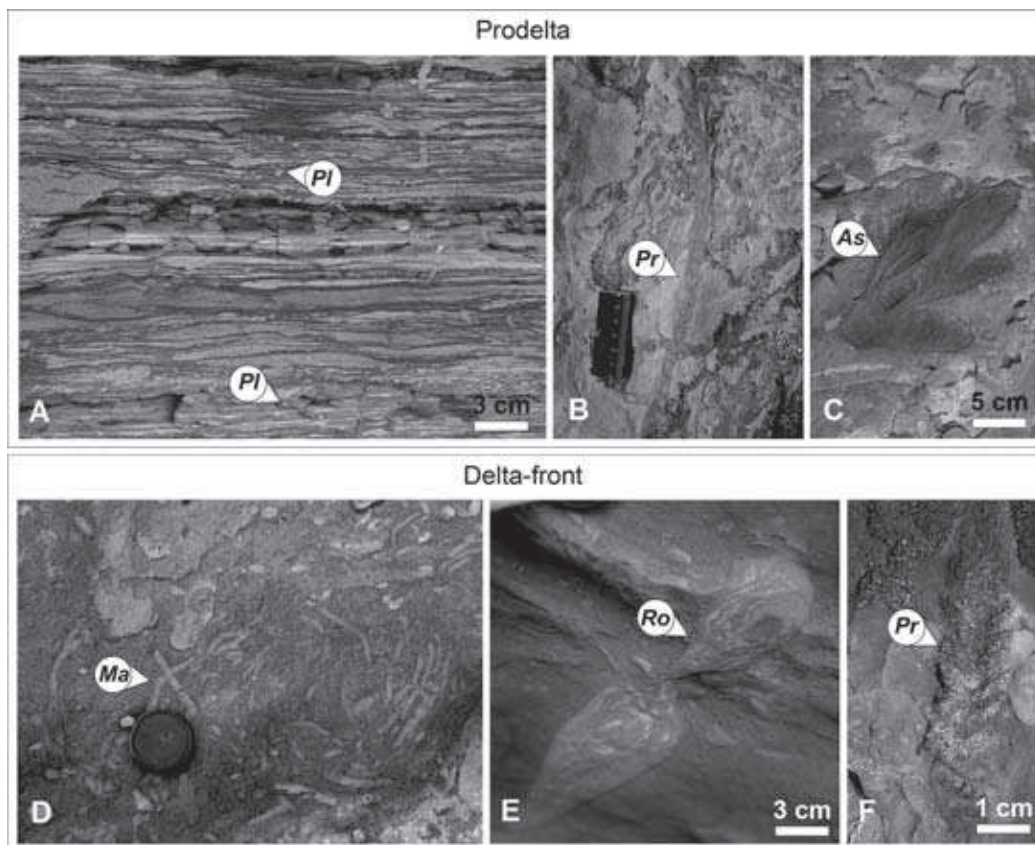 Prodelta
Pl
Pl
A
3 cm
Pr
B
As
C
5 cm
Delta-front
Ma
D
Ro
E
3 cm
Pr
F
1 cm